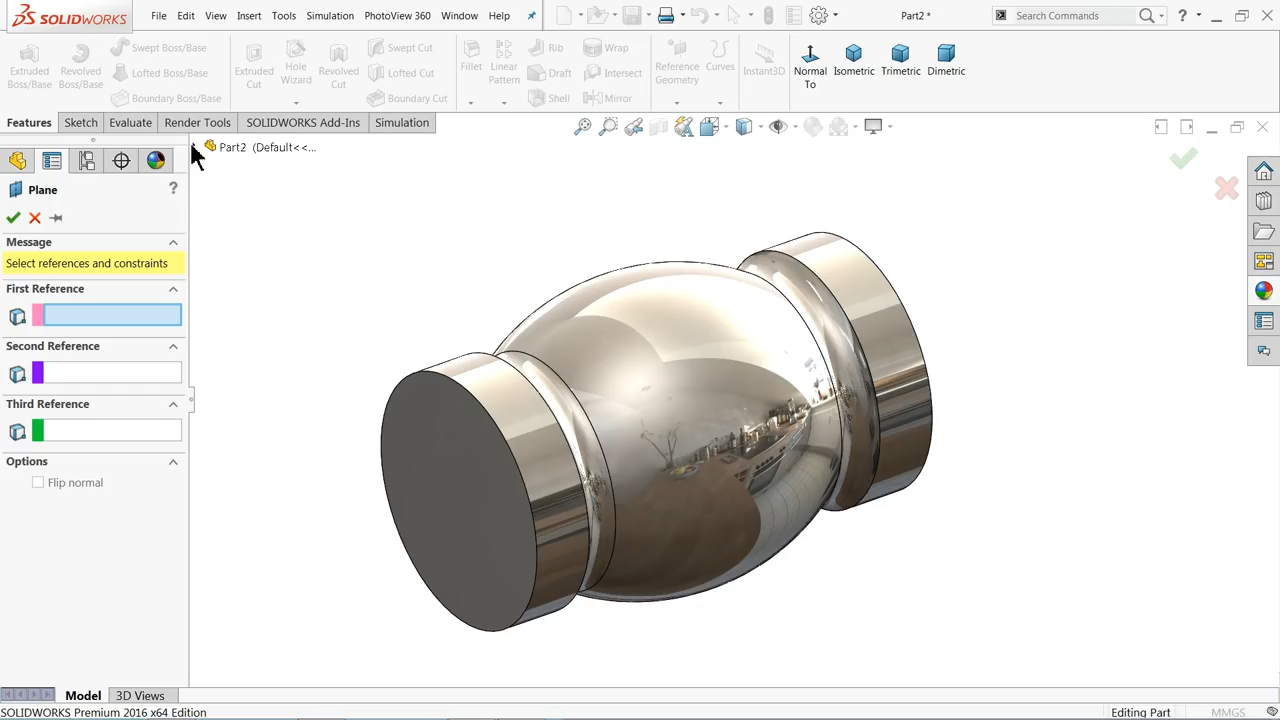 SOLIDWORKS File Edit View Insert Tools Simulation PhotoView 360 Window Help Part2 * Search Commands ?
Extruded Boss/Base
Revolved Boss/Base
Swept Boss/Base
Lofted Boss/Base
Boundary Boss/Base
Extruded Cut
Hole Wizard
Revolved Cut
Swept Cut
Lofted Cut
Boundary Cut
Fillet
Linear Pattern
Rib
Draft
Shell
Wrap
Intersect
Mirror
Reference Geometry
Curves
Instant3D
Normal To
Isometric
Trimetric
Dimetric
Features Sketch Evaluate Render Tools SOLIDWORKS Add-Ins Simulation
Part2 (Default<<...
Plane ?
Message
Select references and constraints
First Reference
Second Reference
Third Reference
Options
Flip normal
Model 3D Views
SOLIDWORKS Premium 2016 x64 Edition Editing Part MMGS